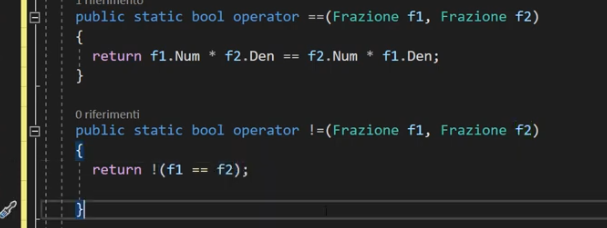 1 riferimento
public static bool operator ==(Frazione f1, Frazione f2)
{
return f1.Num * f2.Den == f2.Num * f1.Den;
}
0 riferimenti
public static bool operator !=(Frazione f1, Frazione f2)
{
return !(f1 == f2);
}